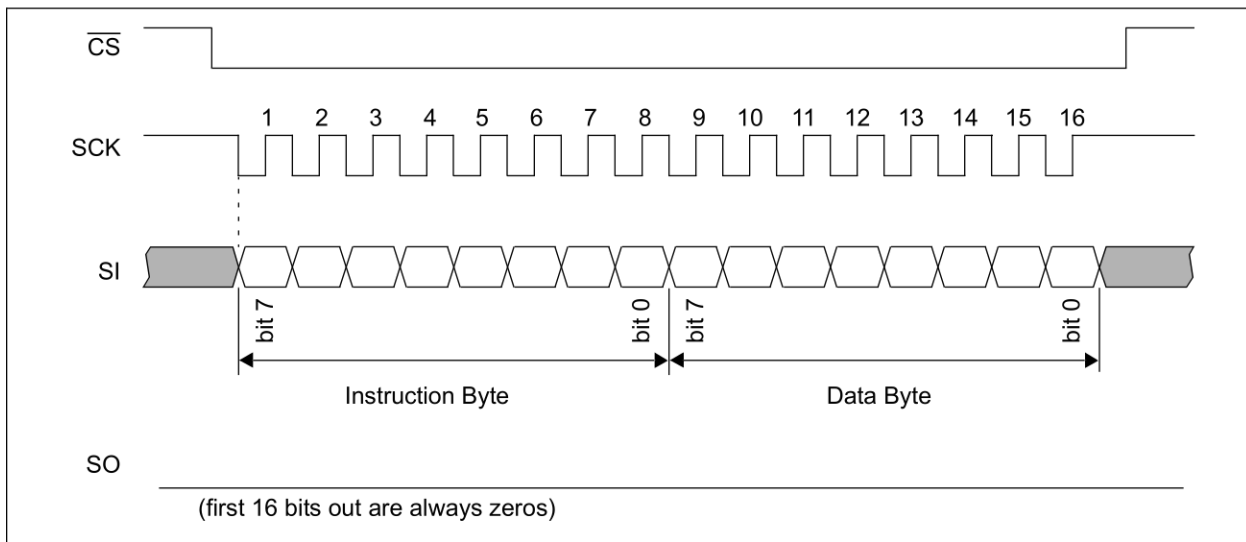 CS
1 2 3 4 5 6 7 8 9 10 11 12 13 14 15 16
SCK
SI
bit 7 bit 0 bit 7 bit 0
Instruction Byte Data Byte
SO
(first 16 bits out are always zeros)